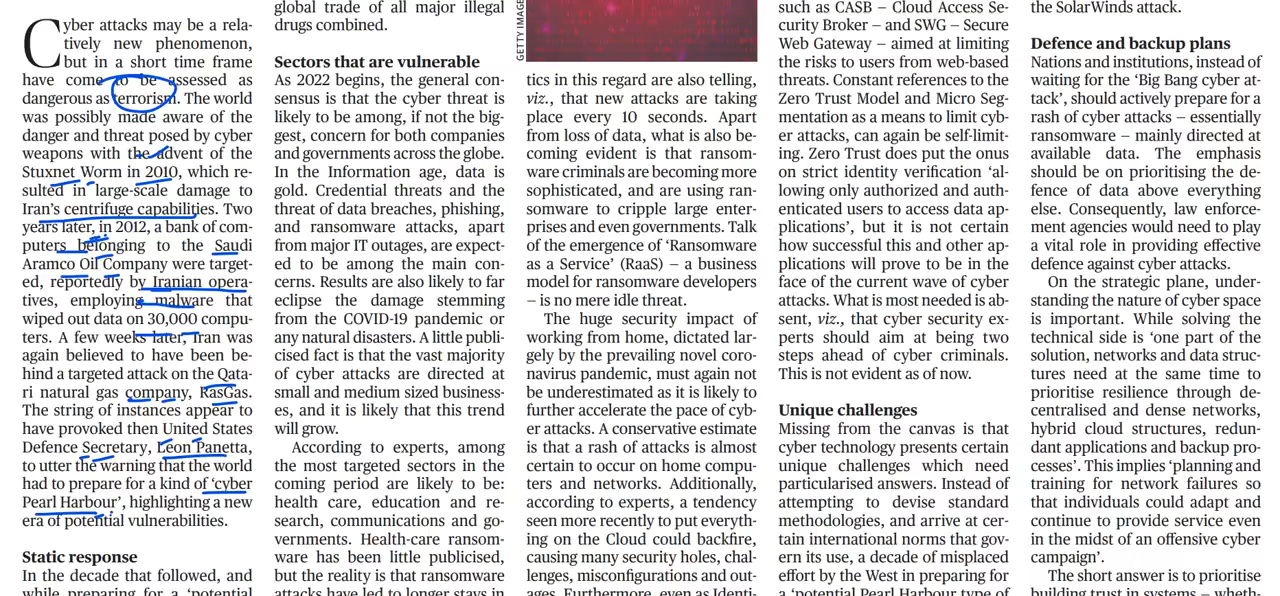 Cyber attacks may be a rela-
tively new phenomenon,
but in a short time frame
have come to be assessed as
dangerous as terrorism. The world
was possibly made aware of the
danger and threat posed by cyber
weapons with the advent of the
Stuxnet Worm in 2010, which re-
sulted in large-scale damage to
Iran's centrifuge capabilities. Two
years later, in 2012, a bank of com-
puters belonging to the Saudi
Aramco Oil Company were target-
ed, reportedly by Iranian opera-
tives, employing malware that
wiped out data on 30,000 compu-
ters. A few weeks later, Iran was
again believed to have been be-
hind a targeted attack on the Qata-
ri natural gas company, RasGas.
The string of instances appear to
have provoked then United States
Defence Secretary, Leon Panetta,
to utter the warning that the world
had to prepare for a kind of 'cyber
Pearl Harbour', highlighting a new
era of potential vulnerabilities.
Static response
In the decade that followed, and
while preparing for a 'potential
global trade of all major illegal
drugs combined.
Sectors that are vulnerable
As 2022 begins, the general con-
sensus is that the cyber threat is
likely to be among, if not the big-
gest, concern for both companies
and governments across the globe.
In the Information age, data is
gold. Credential threats and the
threat of data breaches, phishing,
and ransomware attacks, apart
from major IT outages, are expect-
ed to be among the main con-
cerns. Results are also likely to far
eclipse the damage stemming
from the COVID-19 pandemic or
any natural disasters. A little publi-
cised fact is that the vast majority
of cyber attacks are directed at
small and medium sized business-
es, and it is likely that this trend
will grow.
According to experts, among
the most targeted sectors in the
coming period are likely to be:
health care, education and re-
search, communications and go-
vernments. Health-care ransom-
ware has been little publicised,
but the reality is that ransomware
attacks have led to longer stays in
GETTY IMAGE
tics in this regard are also telling,
viz., that new attacks are taking
place every 10 seconds. Apart
from loss of data, what is also be-
coming evident is that ransom-
ware criminals are becoming more
sophisticated, and are using ran-
somware to cripple large enter-
prises and even governments. Talk
of the emergence of 'Ransomware
as a Service' (RaaS) – a business
model for ransomware developers
– is no mere idle threat.
The huge security impact of
working from home, dictated lar-
gely by the prevailing novel coro-
navirus pandemic, must again not
be underestimated as it is likely to
further accelerate the pace of cyb-
er attacks. A conservative estimate
is that a rash of attacks is almost
certain to occur on home compu-
ters and networks. Additionally,
according to experts, a tendency
seen more recently to put everyth-
ing on the Cloud could backfire,
causing many security holes, chal-
lenges, misconfigurations and out-
ages. Furthermore, even as Identi-
such as CASB – Cloud Access Se-
curity Broker – and SWG – Secure
Web Gateway – aimed at limiting
the risks to users from web-based
threats. Constant references to the
Zero Trust Model and Micro Seg-
mentation as a means to limit cyb-
er attacks, can again be self-limit-
ing. Zero Trust does put the onus
on strict identity verification 'al-
lowing only authorized and auth-
enticated users to access data ap-
plications', but it is not certain
how successful this and other ap-
plications will prove to be in the
face of the current wave of cyber
attacks. What is most needed is ab-
sent, viz., that cyber security ex-
perts should aim at being two
steps ahead of cyber criminals.
This is not evident as of now.
Unique challenges
Missing from the canvas is that
cyber technology presents certain
unique challenges which need
particularised answers. Instead of
attempting to devise standard
methodologies, and arrive at cer-
tain international norms that gov-
ern its use, a decade of misplaced
effort by the West in preparing for
a 'potential Pearl Harbour type of
the SolarWinds attack.
Defence and backup plans
Nations and institutions, instead of
waiting for the 'Big Bang cyber at-
tack', should actively prepare for a
rash of cyber attacks – essentially
ransomware – mainly directed at
available data. The emphasis
should be on prioritising the de-
fence of data above everything
else. Consequently, law enforce-
ment agencies would need to play
a vital role in providing effective
defence against cyber attacks.
On the strategic plane, under-
standing the nature of cyber space
is important. While solving the
technical side is 'one part of the
solution, networks and data struc-
tures need at the same time to
prioritise resilience through de-
centralised and dense networks,
hybrid cloud structures, redun-
dant applications and backup pro-
cesses'. This implies 'planning and
training for network failures so
that individuals could adapt and
continue to provide service even
in the midst of an offensive cyber
campaign'.
The short answer is to prioritise
building trust in systems – wheth-